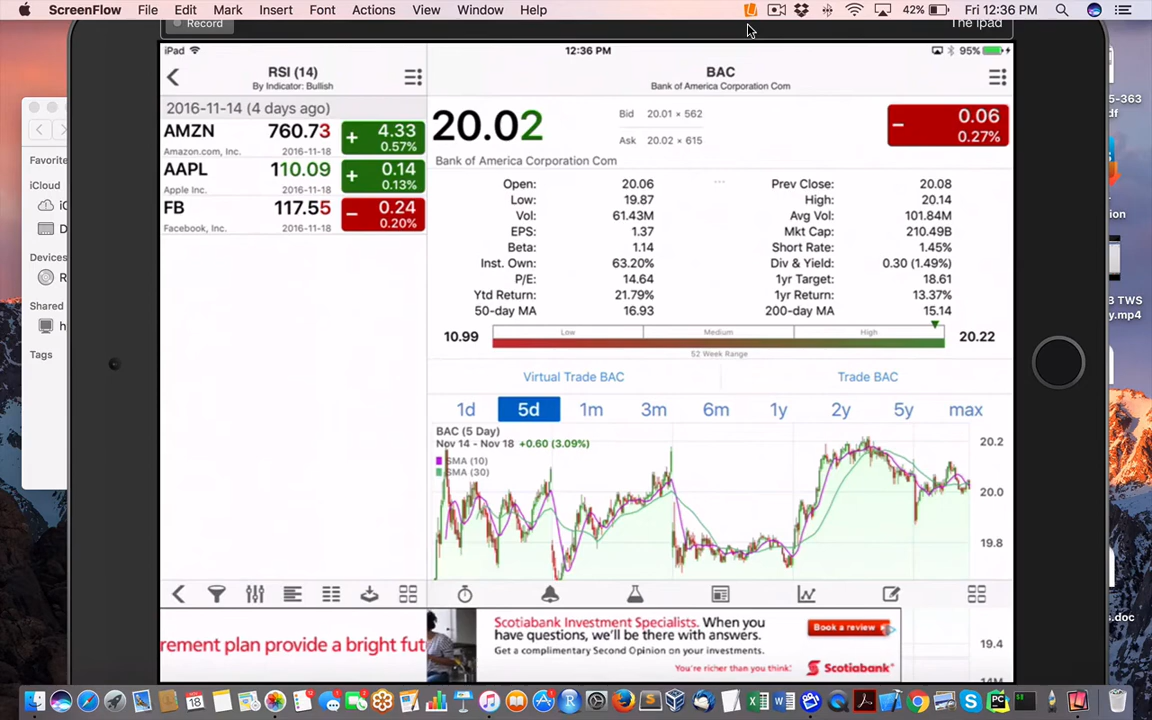 ScreenFlow File Edit Mark Insert Font Actions View Window Help 42% Fri 12:36 PM
Record The ipad
iPad 12:36 PM 95%
RSI (14)
By Indicator: Bullish
2016-11-14 (4 days ago)
AMZN 760.73 + 4.33
0.57%
Amazon.com, Inc. 2016-11-18
AAPL 110.09 + 0.14
0.13%
Apple Inc. 2016-11-18
FB 117.55 − 0.24
0.20%
Facebook, Inc. 2016-11-18
BAC
Bank of America Corporation Com
20.02
Bid 20.01 × 562
Ask 20.02 × 615
− 0.06
0.27%
Bank of America Corporation Com
Open: 20.06 Prev Close: 20.08
Low: 19.87 High: 20.14
Vol: 61.43M Avg Vol: 101.84M
EPS: 1.37 Mkt Cap: 210.49B
Beta: 1.14 Short Rate: 1.45%
Inst. Own: 63.20% Div & Yield: 0.30 (1.49%)
P/E: 14.64 1yr Target: 18.61
Ytd Return: 21.79% 1yr Return: 13.37%
50-day MA 16.93 200-day MA 15.14
10.99 Low Medium High 20.22
52 Week Range
Virtual Trade BAC Trade BAC
1d 5d 1m 3m 6m 1y 2y 5y max
BAC (5 Day)
Nov 14 - Nov 18 +0.60 (3.09%)
SMA (10)
SMA (30)
20.2
20.0
19.8
19.4
14M
rement plan provide a bright fut
Scotiabank Investment Specialists. When you
have questions, we'll be there with answers.
Get a complimentary Second Opinion on your investments.
You're richer than you think.
Book a review
Scotiabank
Favorite
iCloud
iC
D
Devices
R
Shared
h
Tags
5-363
df
ion
3 TWS
y.mp4
s.doc